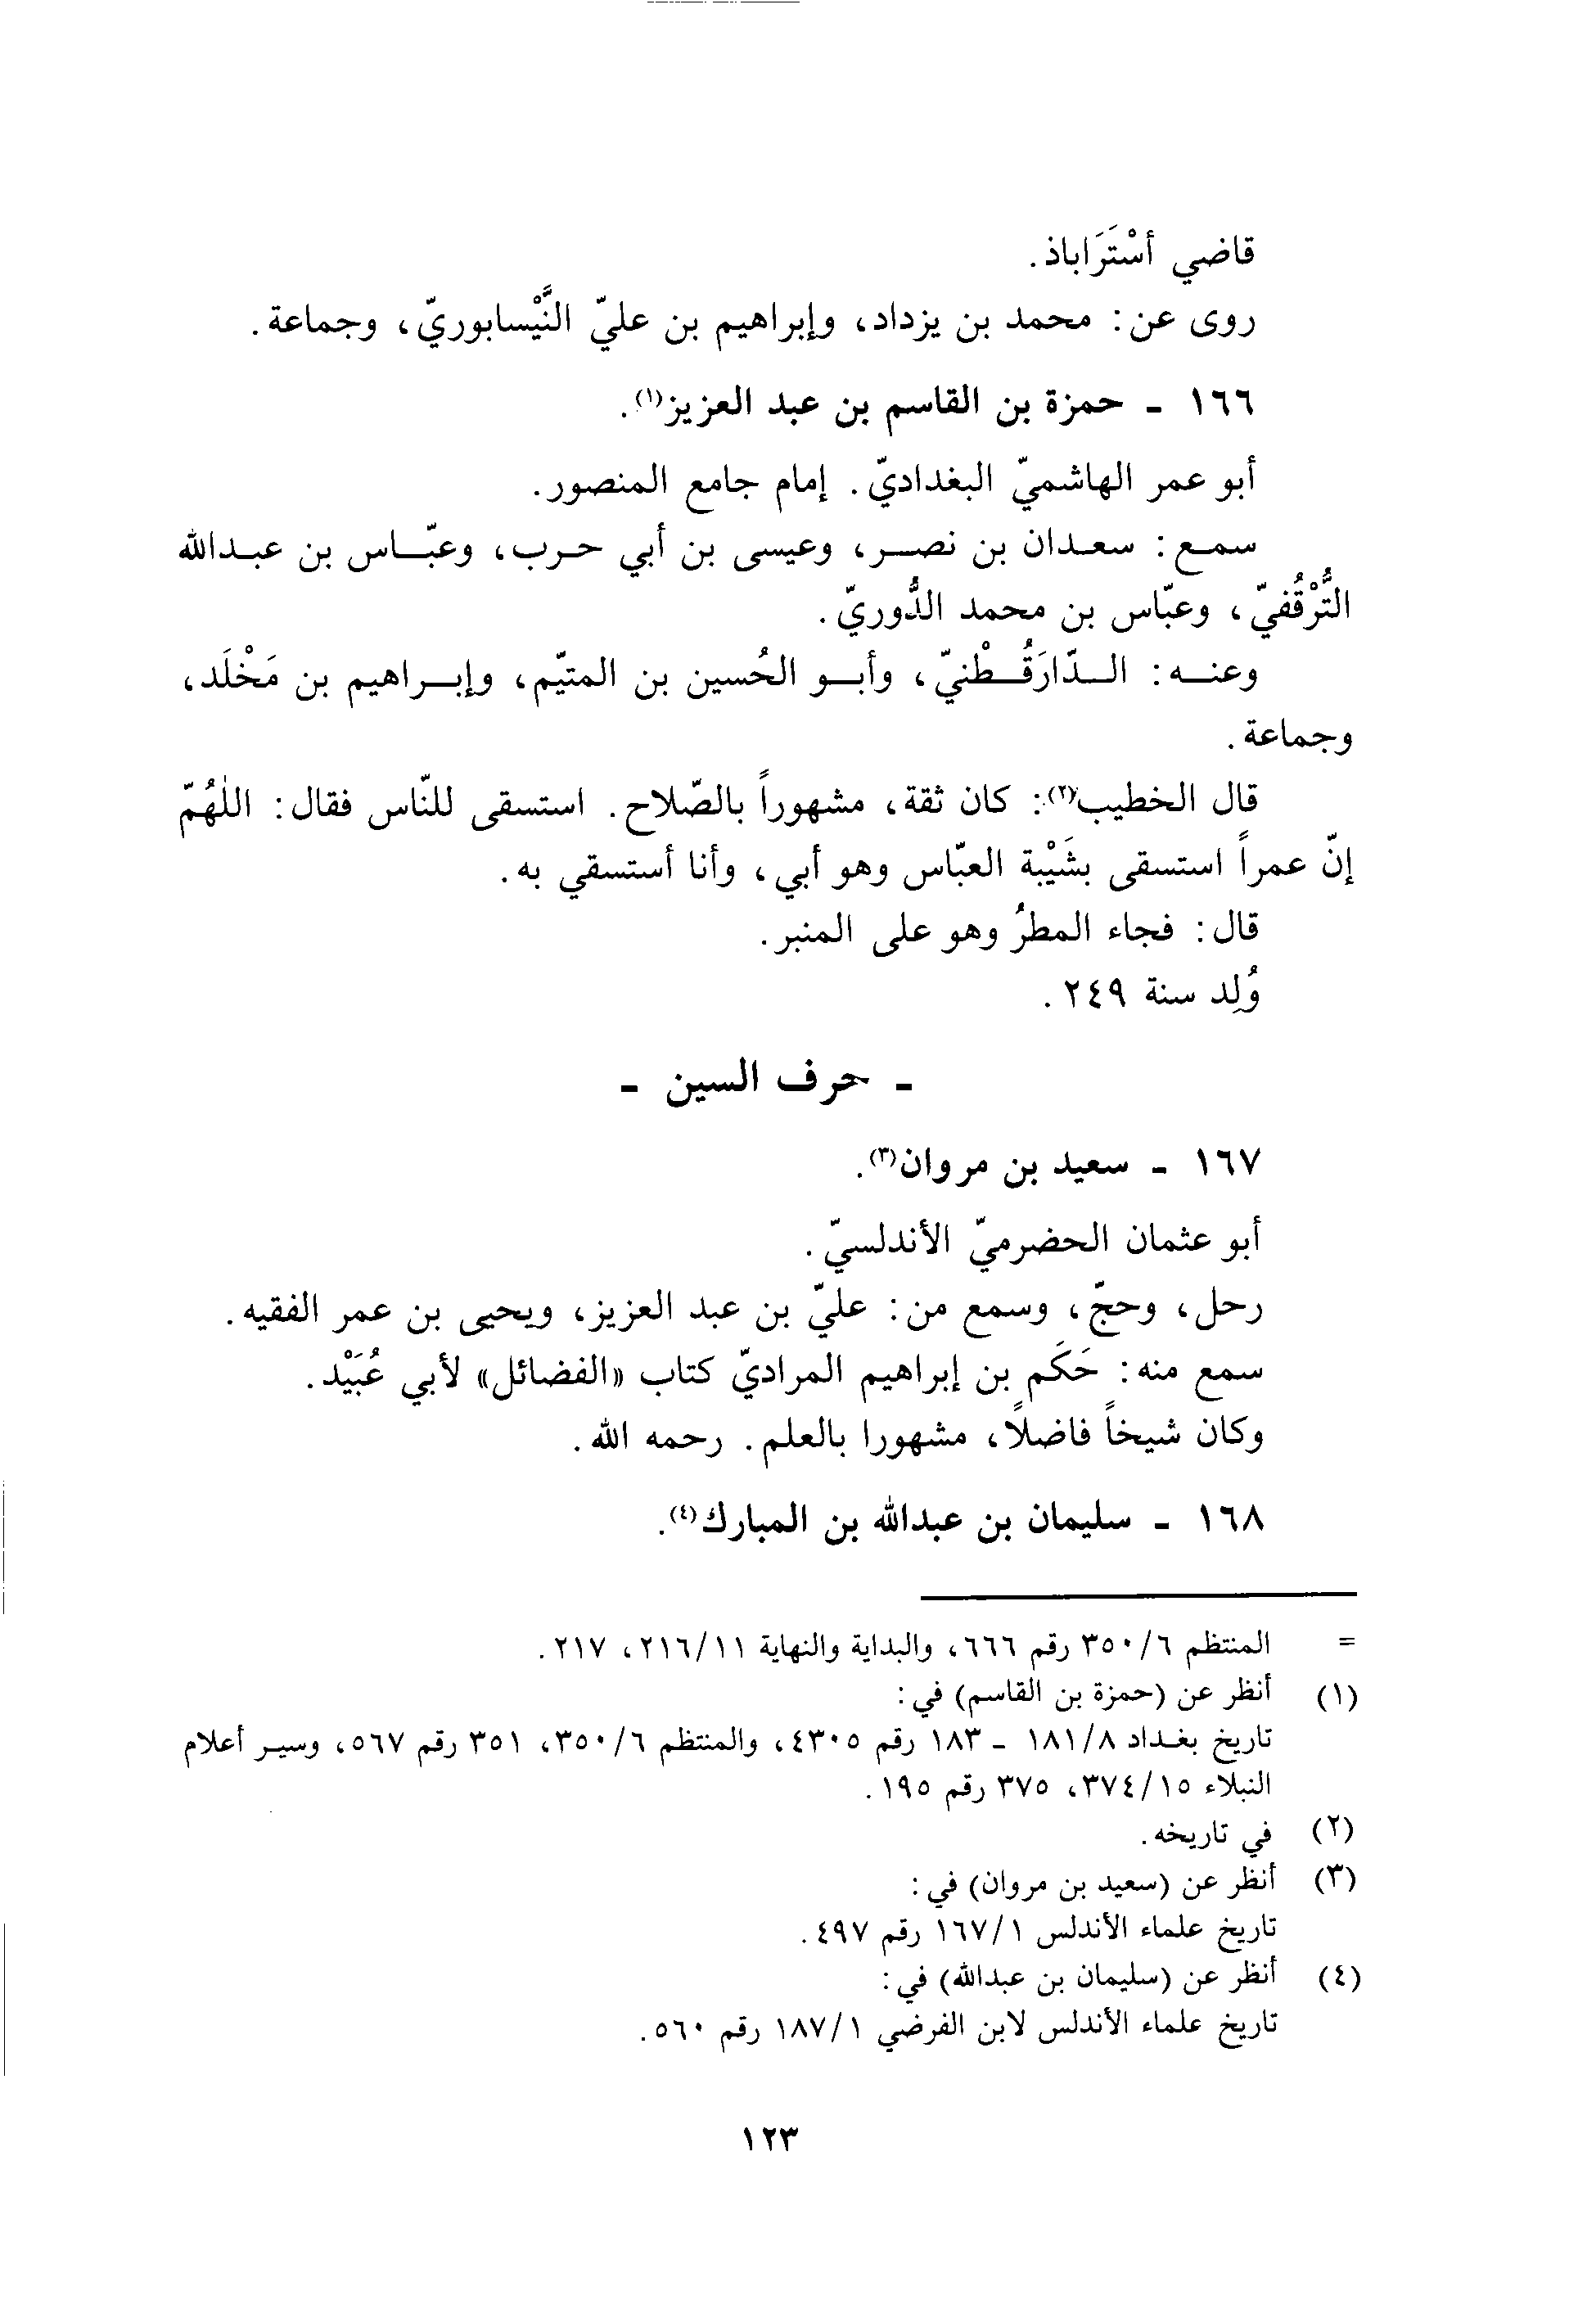 قاضي أسْتَرَاباذ.
روى عن: محمد بن يزداد، وإبراهيم بن عليّ النَّيْسابوريّ، وجماعة.
١٦٦ - حمزة بن القاسم بن عبد العزيز(١).
أبو عمر الهاشميّ البغداديّ. إمام جامع المنصور.
سمع: سعدان بن نصر، وعيسى بن أبي حرب، وعبّاس بن عبدالله
التُّرْقُفيّ، وعبّاس بن محمد الدُّوريّ.
وعنه: الدّارَقُطْنيّ، وأبو الحُسين بن المتيّم، وإبراهيم بن مَخْلَد،
وجماعة.
قال الخطيب(٢): كان ثقة، مشهوراً بالصّلاح. استسقى للنّاس فقال: اللّهُمّ
إنّ عمراً استسقى بشَيْبة العبّاس وهو أبي، وأنا أستسقي به.
قال: فجاء المطرُ وهو على المنبر.
وُلِد سنة ٢٤٩.
- حرف السين -
١٦٧ - سعيد بن مروان(٣).
أبو عثمان الحضرميّ الأندلسيّ.
رحل، وحجّ، وسمع من: عليّ بن عبد العزيز، ويحيى بن عمر الفقيه.
سمع منه: حَكَم بن إبراهيم المراديّ كتاب «الفضائل» لأبي عُبَيْد.
وكان شيخاً فاضلاً، مشهورا بالعلم. رحمه الله.
١٦٨ - سليمان بن عبدالله بن المبارك(٤).
= المنتظم ٣٥٠/٦ رقم ٦٦٦، والبداية والنهاية ٢١٦/١١، ٢١٧.
(١) أنظر عن (حمزة بن القاسم) في:
تاريخ بغداد ١٨١/٨ - ١٨٣ رقم ٤٣٠٥، والمنتظم ٣٥٠/٦، ٣٥١ رقم ٥٦٧، وسير أعلام
النبلاء ٣٧٤/١٥، ٣٧٥ رقم ١٩٥.
(٢) في تاريخه.
(٣) أنظر عن (سعيد بن مروان) في:
تاريخ علماء الأندلس ١٦٧/١ رقم ٤٩٧.
(٤) أنظر عن (سليمان بن عبدالله) في:
تاريخ علماء الأندلس لابن الفرضي ١٨٧/١ رقم ٥٦٠.
١٢٣